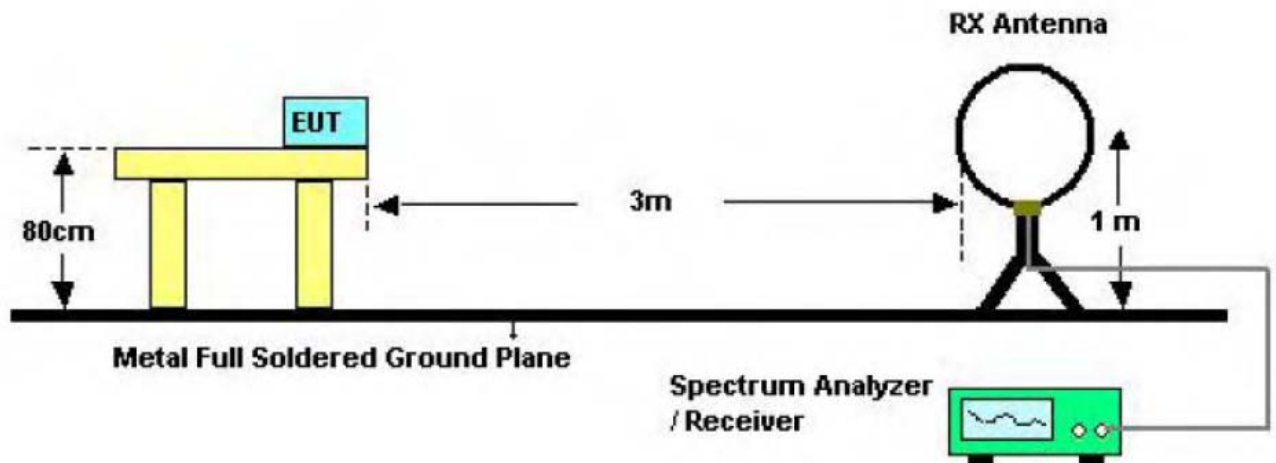 RX Antenna
EUT
3m
80cm
1 m
Metal Full Soldered Ground Plane
Spectrum Analyzer
/ Receiver